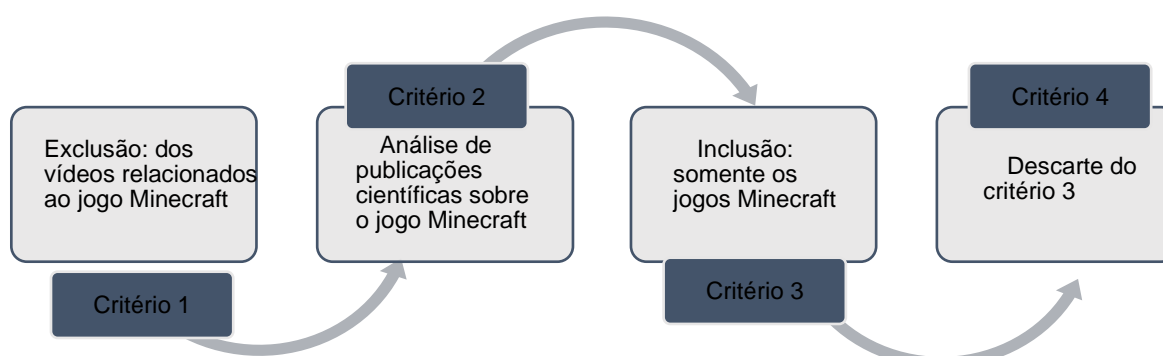 Critério 1
Exclusão: dos
vídeos relacionados
ao jogo Minecraft
Critério 2
Análise de
publicações
científicas sobre
o jogo Minecraft
Critério 3
Inclusão:
somente os
jogos Minecraft
Critério 4
Descarte do
critério 3